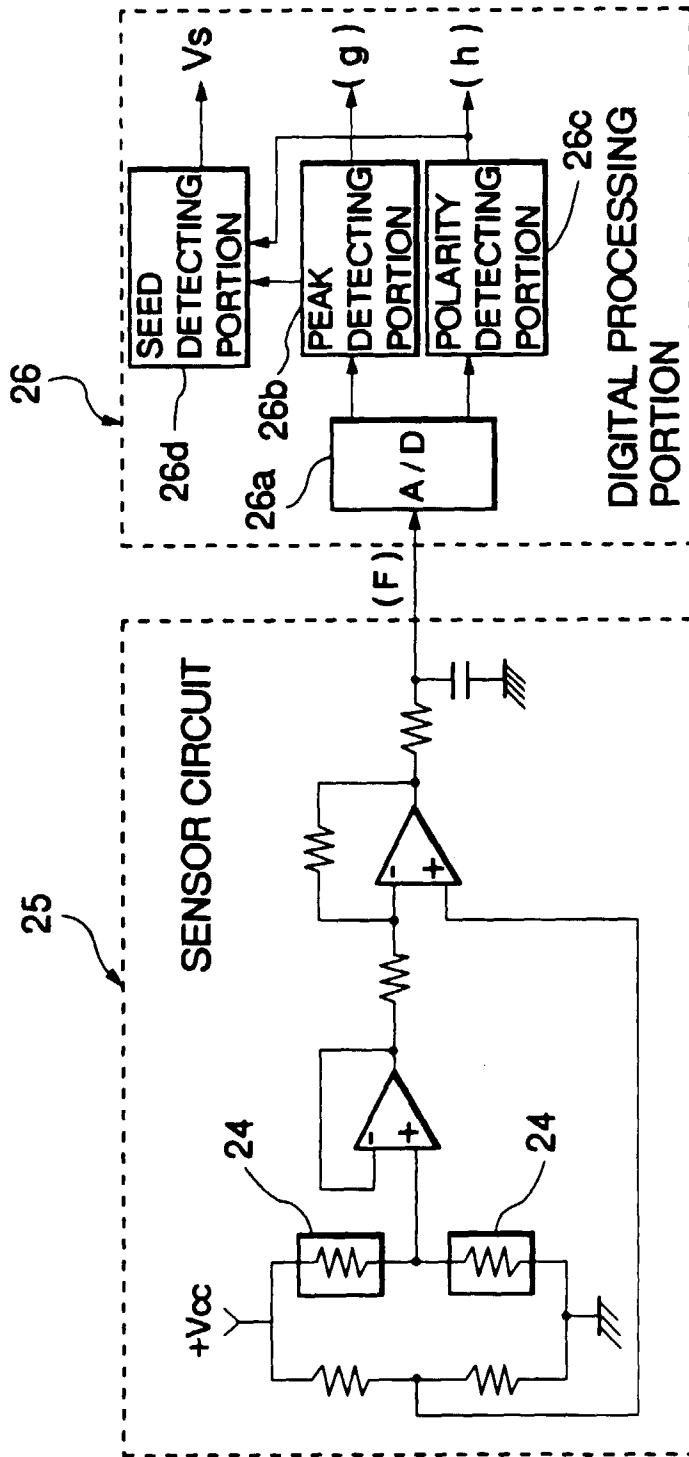 25
SENSOR CIRCUIT
+Vcc
24
24
-
+
-
+
(F)
26
26a
A/D
26d
SEED
DETECTING
PORTION
Vs
26b
PEAK
DETECTING
PORTION
(g)
POLARITY
DETECTING
PORTION
(h)
26c
DIGITAL PROCESSING
PORTION